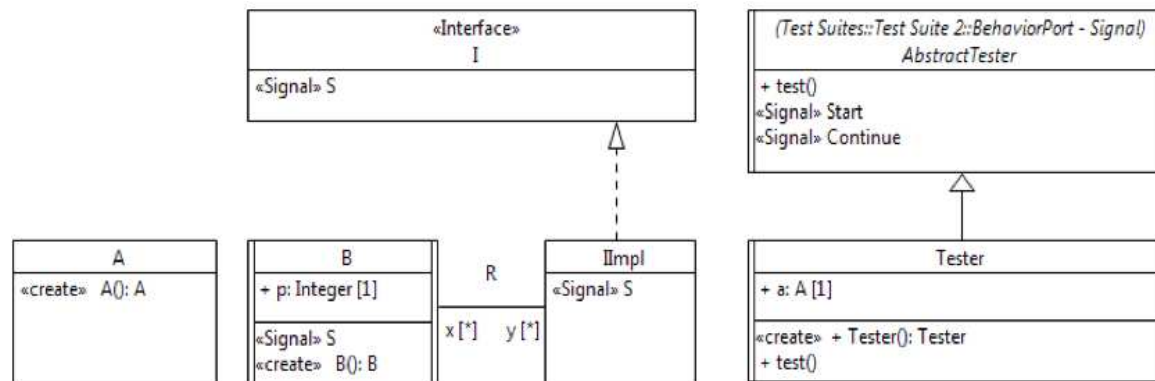 «Interface»
I
«Signal» S
(Test Suites::Test Suite 2::BehaviorPort - Signal)
AbstractTester
+ test()
«Signal» Start
«Signal» Continue
A
«create» A(): A
B
+ p: Integer [1]
«Signal» S
«create» B(): B
R
x [*] y [*]
IImpl
«Signal» S
Tester
+ a: A [1]
«create» + Tester(): Tester
+ test()